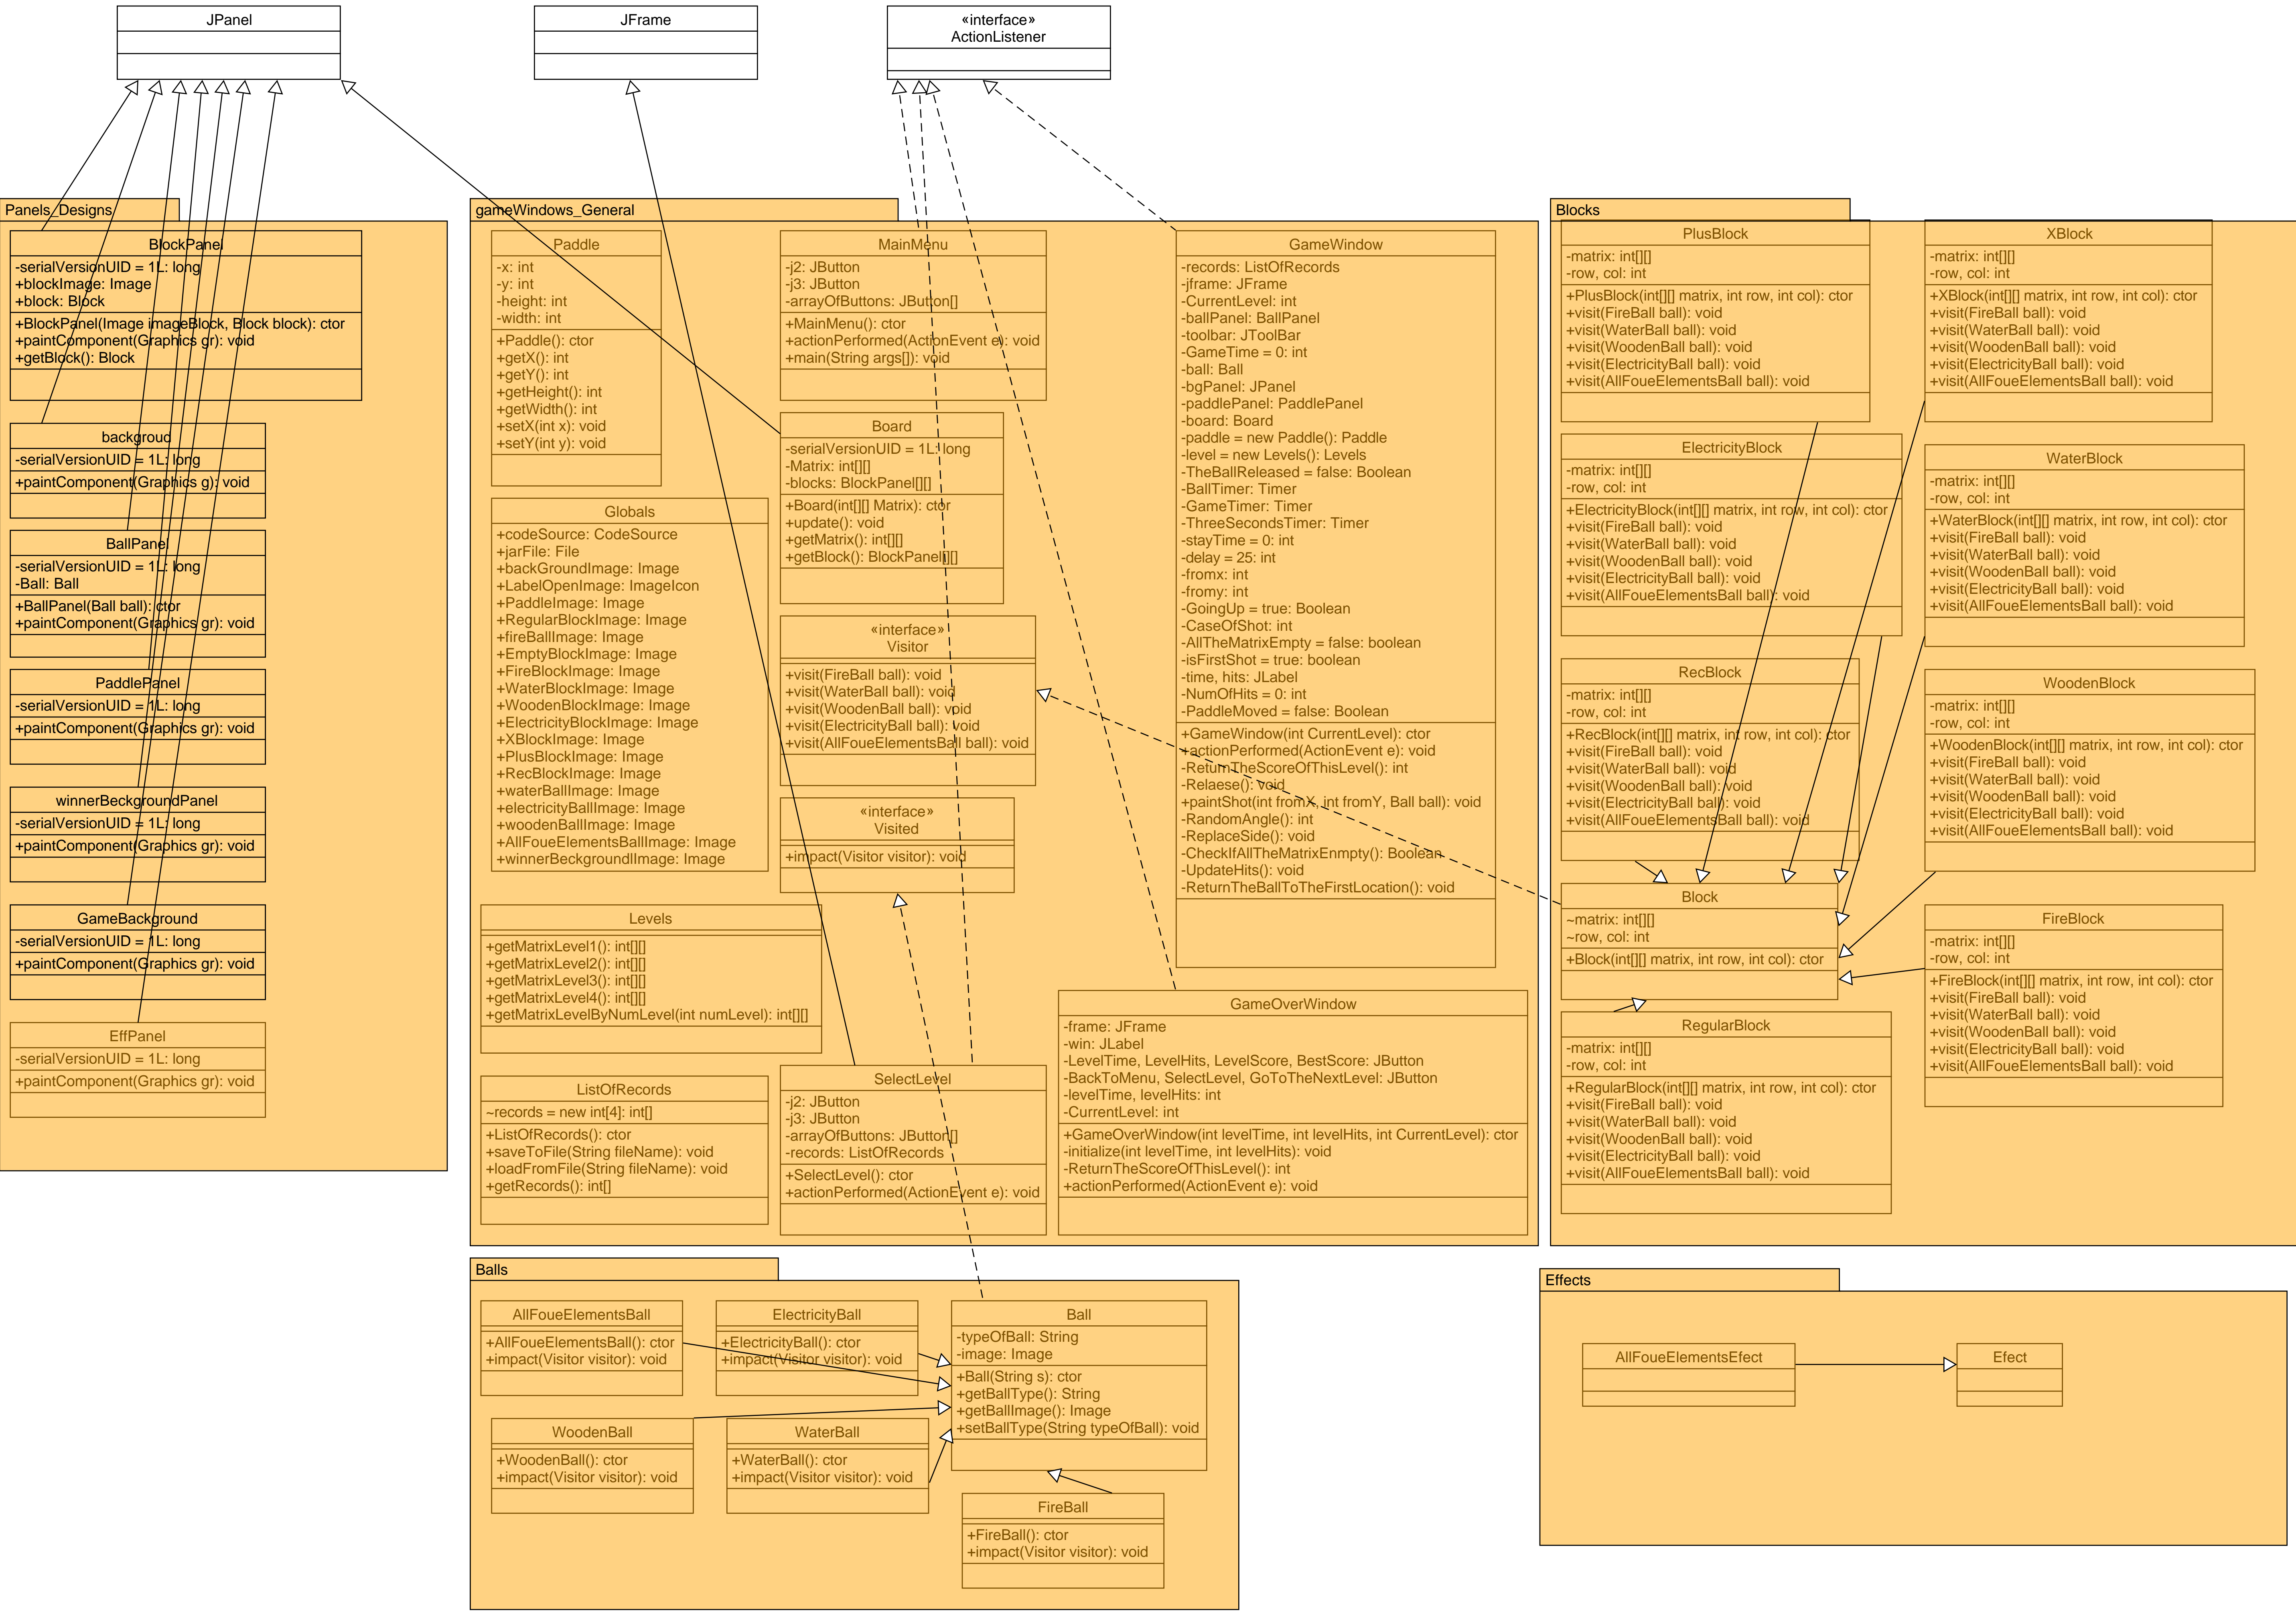 JPanel
JFrame
«interface»
ActionListener
Panels_Designs
BlockPanel
-serialVersionUID = 1L: long
+blockImage: Image
+block: Block
+BlockPanel(Image imageBlock, Block block): ctor
+paintComponent(Graphics gr): void
+getBlock(): Block
backgroud
-serialVersionUID = 1L: long
+paintComponent(Graphics g): void
BallPanel
-serialVersionUID = 1L: long
-Ball: Ball
+BallPanel(Ball ball): ctor
+paintComponent(Graphics gr): void
PaddlePanel
-serialVersionUID = 1L: long
+paintComponent(Graphics gr): void
winnerBeckgroundPanel
-serialVersionUID = 1L: long
+paintComponent(Graphics gr): void
GameBackground
-serialVersionUID = 1L: long
+paintComponent(Graphics gr): void
EffPanel
-serialVersionUID = 1L: long
+paintComponent(Graphics gr): void
gameWindows_General
Paddle
-x: int
-y: int
-height: int
-width: int
+Paddle(): ctor
+getX(): int
+getY(): int
+getHeight(): int
+getWidth(): int
+setX(int x): void
+setY(int y): void
Globals
+codeSource: CodeSource
+jarFile: File
+backGroundImage: Image
+LabelOpenImage: ImageIcon
+PaddleImage: Image
+RegularBlockImage: Image
+fireBallImage: Image
+EmptyBlockImage: Image
+FireBlockImage: Image
+WaterBlockImage: Image
+WoodenBlockImage: Image
+ElectricityBlockImage: Image
+XBlockImage: Image
+PlusBlockImage: Image
+RecBlockImage: Image
+waterBallImage: Image
+electricityBallImage: Image
+woodenBallImage: Image
+AllFoueElementsBallImage: Image
+winnerBeckgroundIImage: Image
Levels
+getMatrixLevel1(): int[][]
+getMatrixLevel2(): int[][]
+getMatrixLevel3(): int[][]
+getMatrixLevel4(): int[][]
+getMatrixLevelByNumLevel(int numLevel): int[][]
ListOfRecords
~records = new int[4]: int[]
+ListOfRecords(): ctor
+saveToFile(String fileName): void
+loadFromFile(String fileName): void
+getRecords(): int[]
MainMenu
-j2: JButton
-j3: JButton
-arrayOfButtons: JButton[]
+MainMenu(): ctor
+actionPerformed(ActionEvent e): void
+main(String args[]): void
Board
-serialVersionUID = 1L: long
-Matrix: int[][]
-blocks: BlockPanel[][]
+Board(int[][] Matrix): ctor
+update(): void
+getMatrix(): int[][]
+getBlock(): BlockPanel[][]
«interface»
Visitor
+visit(FireBall ball): void
+visit(WaterBall ball): void
+visit(WoodenBall ball): void
+visit(ElectricityBall ball): void
+visit(AllFoueElementsBall ball): void
«interface»
Visited
+impact(Visitor visitor): void
SelectLevel
-j2: JButton
-j3: JButton
-arrayOfButtons: JButton[]
-records: ListOfRecords
+SelectLevel(): ctor
+actionPerformed(ActionEvent e): void
GameWindow
-records: ListOfRecords
-jframe: JFrame
-CurrentLevel: int
-ballPanel: BallPanel
-toolbar: JToolBar
-GameTime = 0: int
-ball: Ball
-bgPanel: JPanel
-paddlePanel: PaddlePanel
-board: Board
-paddle = new Paddle(): Paddle
-level = new Levels(): Levels
-TheBallReleased = false: Boolean
-BallTimer: Timer
-GameTimer: Timer
-ThreeSecondsTimer: Timer
-stayTime = 0: int
-delay = 25: int
-fromx: int
-fromy: int
-GoingUp = true: Boolean
-CaseOfShot: int
-AllTheMatrixEmpty = false: boolean
-isFirstShot = true: boolean
-time, hits: JLabel
-NumOfHits = 0: int
-PaddleMoved = false: Boolean
+GameWindow(int CurrentLevel): ctor
+actionPerformed(ActionEvent e): void
-ReturnTheScoreOfThisLevel(): int
-Relaese(): void
+paintShot(int fromX, int fromY, Ball ball): void
-RandomAngle(): int
-ReplaceSide(): void
-CheckIfAllTheMatrixEnmpty(): Boolean
-UpdateHits(): void
-ReturnTheBallToTheFirstLocation(): void
GameOverWindow
-frame: JFrame
-win: JLabel
-LevelTime, LevelHits, LevelScore, BestScore: JButton
-BackToMenu, SelectLevel, GoToTheNextLevel: JButton
-levelTime, levelHits: int
-CurrentLevel: int
+GameOverWindow(int levelTime, int levelHits, int CurrentLevel): ctor
-initialize(int levelTime, int levelHits): void
-ReturnTheScoreOfThisLevel(): int
+actionPerformed(ActionEvent e): void
Blocks
PlusBlock
-matrix: int[][]
-row, col: int
+PlusBlock(int[][] matrix, int row, int col): ctor
+visit(FireBall ball): void
+visit(WaterBall ball): void
+visit(WoodenBall ball): void
+visit(ElectricityBall ball): void
+visit(AllFoueElementsBall ball): void
ElectricityBlock
-matrix: int[][]
-row, col: int
+ElectricityBlock(int[][] matrix, int row, int col): ctor
+visit(FireBall ball): void
+visit(WaterBall ball): void
+visit(WoodenBall ball): void
+visit(ElectricityBall ball): void
+visit(AllFoueElementsBall ball): void
RecBlock
-matrix: int[][]
-row, col: int
+RecBlock(int[][] matrix, int row, int col): ctor
+visit(FireBall ball): void
+visit(WaterBall ball): void
+visit(WoodenBall ball): void
+visit(ElectricityBall ball): void
+visit(AllFoueElementsBall ball): void
Block
~matrix: int[][]
~row, col: int
+Block(int[][] matrix, int row, int col): ctor
RegularBlock
-matrix: int[][]
-row, col: int
+RegularBlock(int[][] matrix, int row, int col): ctor
+visit(FireBall ball): void
+visit(WaterBall ball): void
+visit(WoodenBall ball): void
+visit(ElectricityBall ball): void
+visit(AllFoueElementsBall ball): void
XBlock
-matrix: int[][]
-row, col: int
+XBlock(int[][] matrix, int row, int col): ctor
+visit(FireBall ball): void
+visit(WaterBall ball): void
+visit(WoodenBall ball): void
+visit(ElectricityBall ball): void
+visit(AllFoueElementsBall ball): void
WaterBlock
-matrix: int[][]
-row, col: int
+WaterBlock(int[][] matrix, int row, int col): ctor
+visit(FireBall ball): void
+visit(WaterBall ball): void
+visit(WoodenBall ball): void
+visit(ElectricityBall ball): void
+visit(AllFoueElementsBall ball): void
WoodenBlock
-matrix: int[][]
-row, col: int
+WoodenBlock(int[][] matrix, int row, int col): ctor
+visit(FireBall ball): void
+visit(WaterBall ball): void
+visit(WoodenBall ball): void
+visit(ElectricityBall ball): void
+visit(AllFoueElementsBall ball): void
FireBlock
-matrix: int[][]
-row, col: int
+FireBlock(int[][] matrix, int row, int col): ctor
+visit(FireBall ball): void
+visit(WaterBall ball): void
+visit(WoodenBall ball): void
+visit(ElectricityBall ball): void
+visit(AllFoueElementsBall ball): void
Balls
AllFoueElementsBall
+AllFoueElementsBall(): ctor
+impact(Visitor visitor): void
ElectricityBall
+ElectricityBall(): ctor
+impact(Visitor visitor): void
Ball
-typeOfBall: String
-image: Image
+Ball(String s): ctor
+getBallType(): String
+getBallImage(): Image
+setBallType(String typeOfBall): void
WoodenBall
+WoodenBall(): ctor
+impact(Visitor visitor): void
WaterBall
+WaterBall(): ctor
+impact(Visitor visitor): void
FireBall
+FireBall(): ctor
+impact(Visitor visitor): void
Effects
AllFoueElementsEfect
Efect